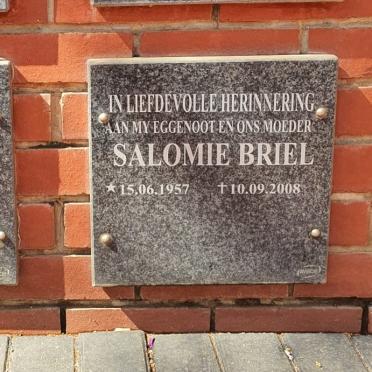 IN LIEFDEVOLLE HERINNERING
AAN MY EGGENOOT EN ONS MOEDER
SALOMIE BRIEL
★ 15.06.1957 † 10.09.2008